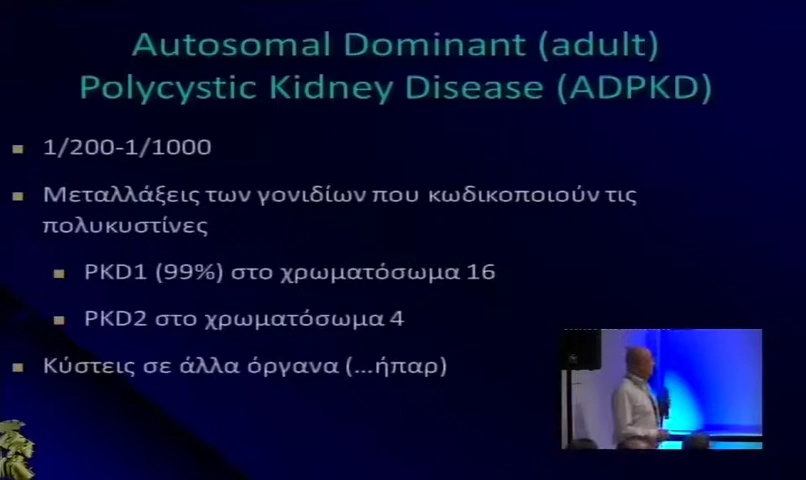 Autosomal Dominant (adult)
Polycystic Kidney Disease (ADPKD)
1/200-1/1000
Μεταλλάξεις των γονιδίων που κωδικοποιούν τις
πολυκυστίνες
PKD1 (99%) στο χρωματόσωμα 16
PKD2 στο χρωματόσωμα 4
Κύστεις σε άλλα όργανα (...ήπαρ)